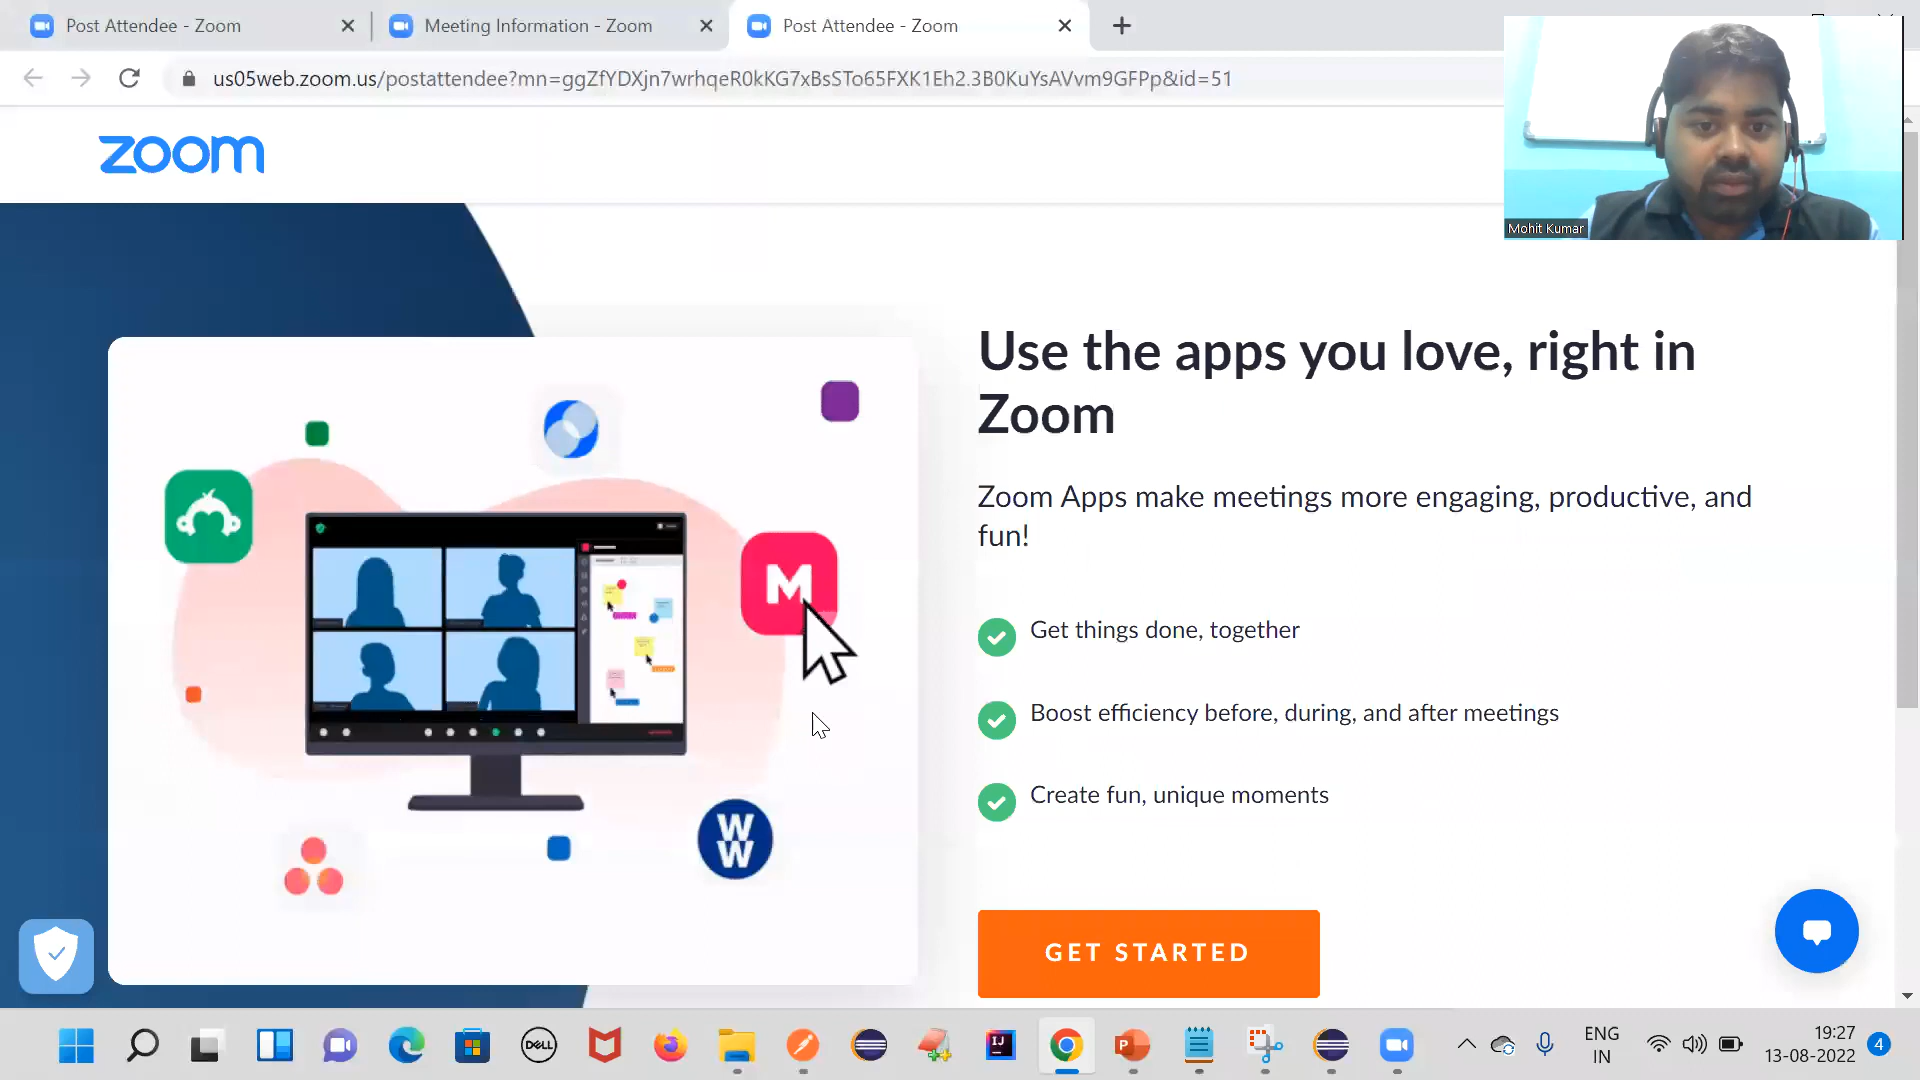 Post Attendee - Zoom
Meeting Information - Zoom
Post Attendee - Zoom
us05web.zoom.us/postattendee?mn=ggZfYDXjn7wrhqeR0kKG7xBsSTo65FXK1Eh2.3B0KuYsAVvm9GFPp&id=51
zoom
Mohit Kumar
Use the apps you love, right in
Zoom
Zoom Apps make meetings more engaging, productive, and
fun!
Get things done, together
Boost efficiency before, during, and after meetings
Create fun, unique moments
GET STARTED
M
W
W
DELL
IJ
P
ENG
IN
19:27
13-08-2022
4